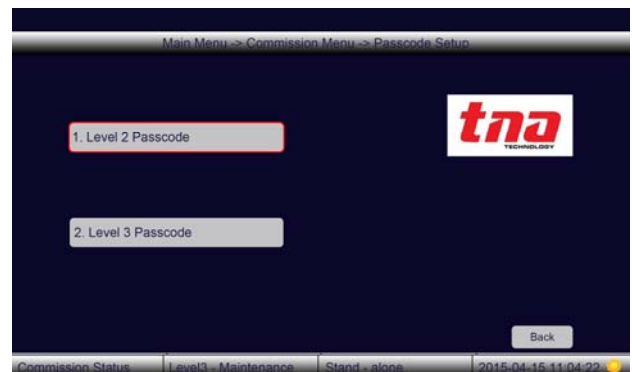 Main Menu -> Commission Menu -> Passcode Setup
tna
TECHNOLOGY
1. Level 2 Passcode
2. Level 3 Passcode
Back
Commission Status Level3 - Maintenance Stand - alone 2015-04-15 11:04:22